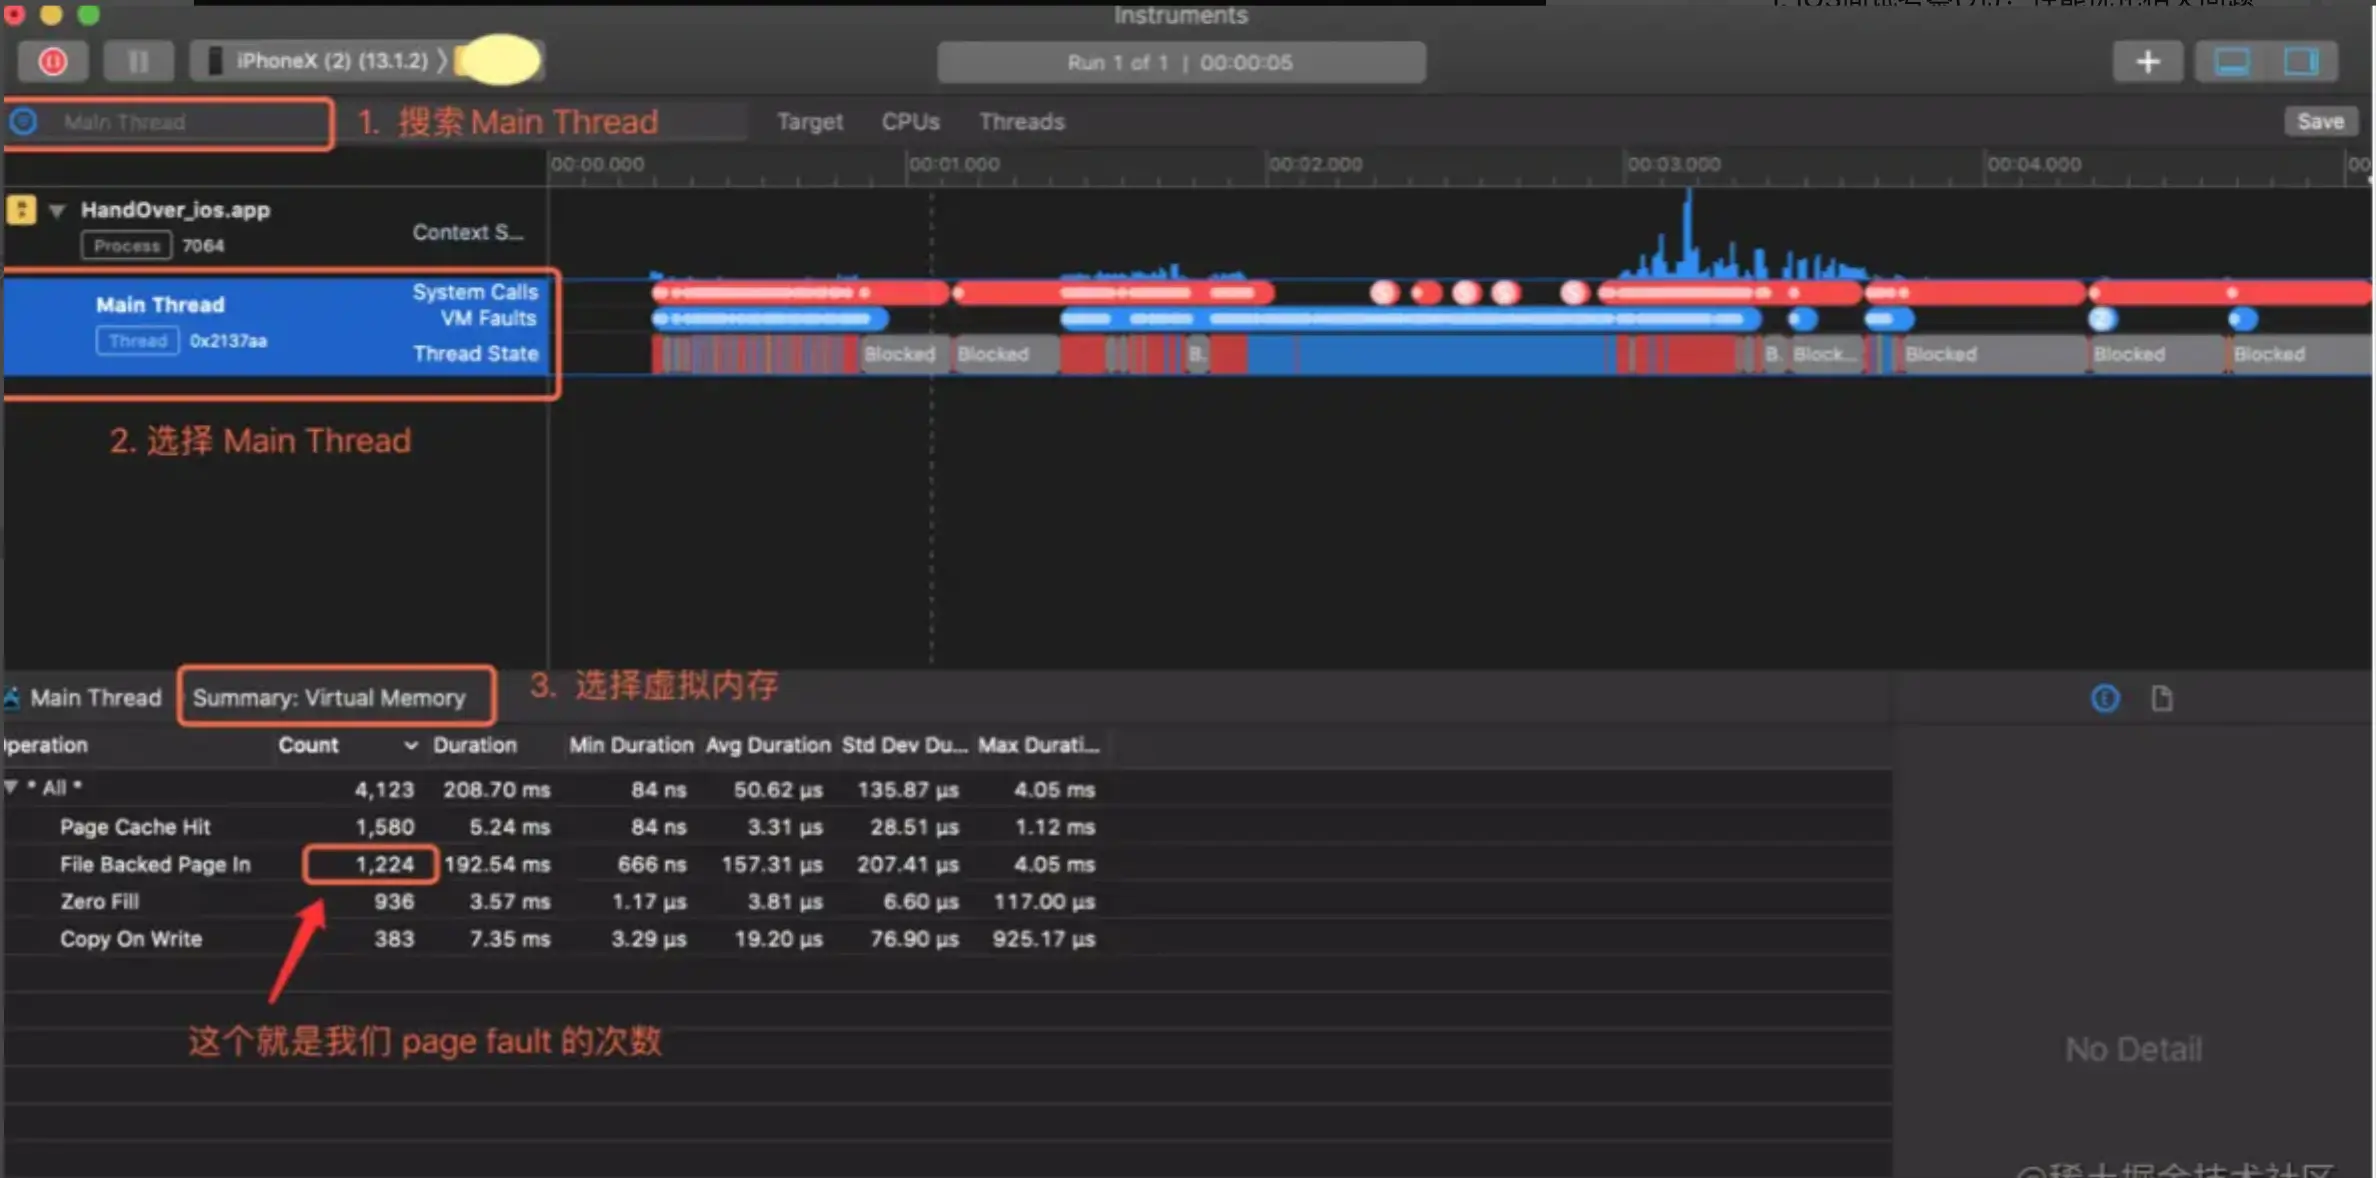 Instruments
iPhoneX (2) (13.1.2) 〉
Run 1 of 1 | 00:00:05
Main Thread
1. 搜索 Main Thread
Target CPUs Threads
Save
00:00.000 00:01.000 00:02.000 00:03.000 00:04.000 00
HandOver_ios.app
Process 7064
Context S...
Main Thread
Thread 0x2137aa
System Calls
VM Faults
Thread State
Blocked Blocked B. B. Block... Blocked Blocked Blocked
2. 选择 Main Thread
Main Thread Summary: Virtual Memory
3. 选择虚拟内存
peration Count Duration Min Duration Avg Duration Std Dev Du... Max Durati...
* All * 4,123 208.70 ms 84 ns 50.62 µs 135.87 µs 4.05 ms
Page Cache Hit 1,580 5.24 ms 84 ns 3.31 µs 28.51 µs 1.12 ms
File Backed Page In 1,224 192.54 ms 666 ns 157.31 µs 207.41 µs 4.05 ms
Zero Fill 936 3.57 ms 1.17 µs 3.81 µs 6.60 µs 117.00 µs
Copy On Write 383 7.35 ms 3.29 µs 19.20 µs 76.90 µs 925.17 µs
这个就是我们 page fault 的次数
No Detail
@稀土掘金技术社区